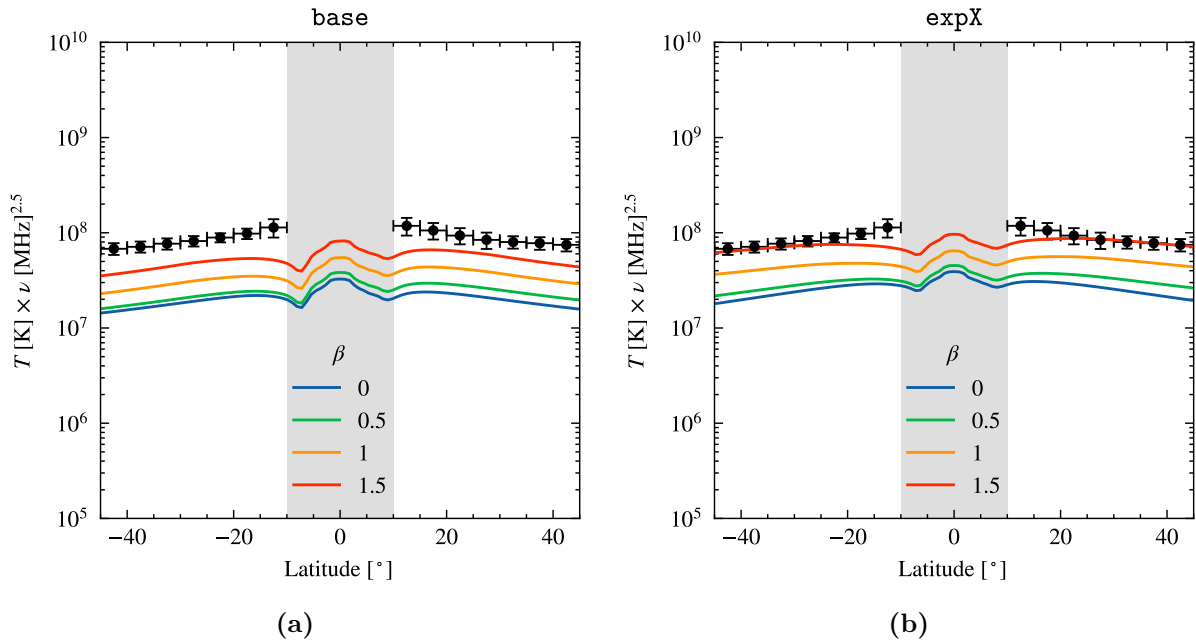 base
10^10
10^9
10^8
10^7
10^6
10^5
T [K] × ν [MHz]^2.5
β
0
0.5
1
1.5
−40 −20 0 20 40
Latitude [°]
(a)
expX
10^10
10^9
10^8
10^7
10^6
10^5
T [K] × ν [MHz]^2.5
β
0
0.5
1
1.5
−40 −20 0 20 40
Latitude [°]
(b)